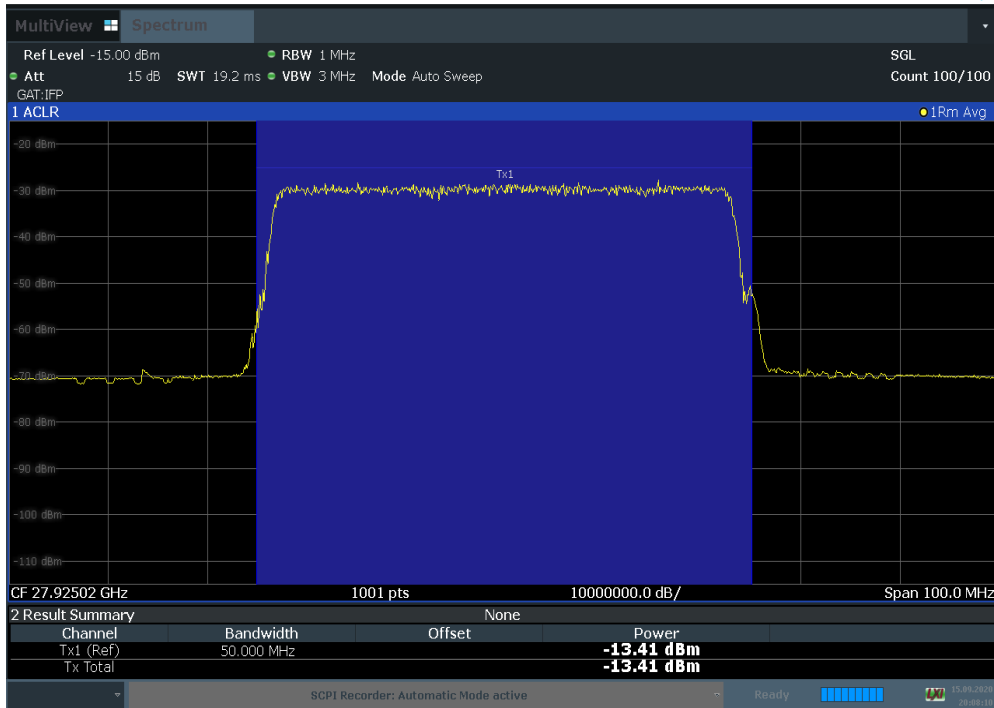 MultiView Spectrum
Ref Level -15.00 dBm RBW 1 MHz SGL
Att 15 dB SWT 19.2 ms VBW 3 MHz Mode Auto Sweep Count 100/100
GAT:IFP
1 ACLR 1Rm Avg
-20 dBm
Tx1
-30 dBm
-40 dBm
-50 dBm
-60 dBm
-70 dBm
-80 dBm
-90 dBm
-100 dBm
-110 dBm
CF 27.92502 GHz 1001 pts 10000000.0 dB/ Span 100.0 MHz
2 Result Summary None
Channel Bandwidth Offset Power
Tx1 (Ref) 50.000 MHz -13.41 dBm
Tx Total -13.41 dBm
SCPI Recorder: Automatic Mode active Ready LXI 15.09.2020